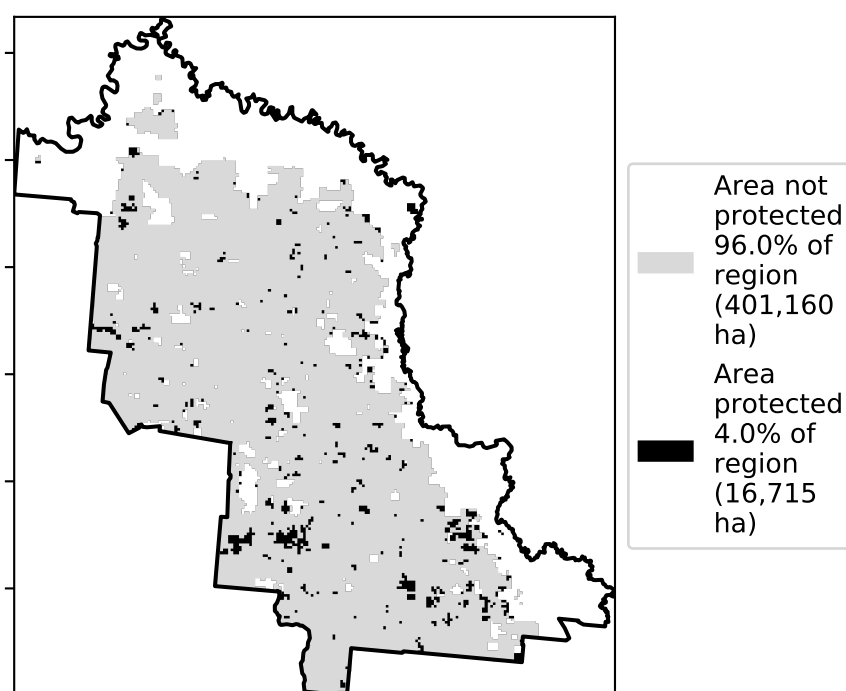 Area not
protected
96.0% of
region
(401,160
ha)
Area
protected
4.0% of
region
(16,715
ha)